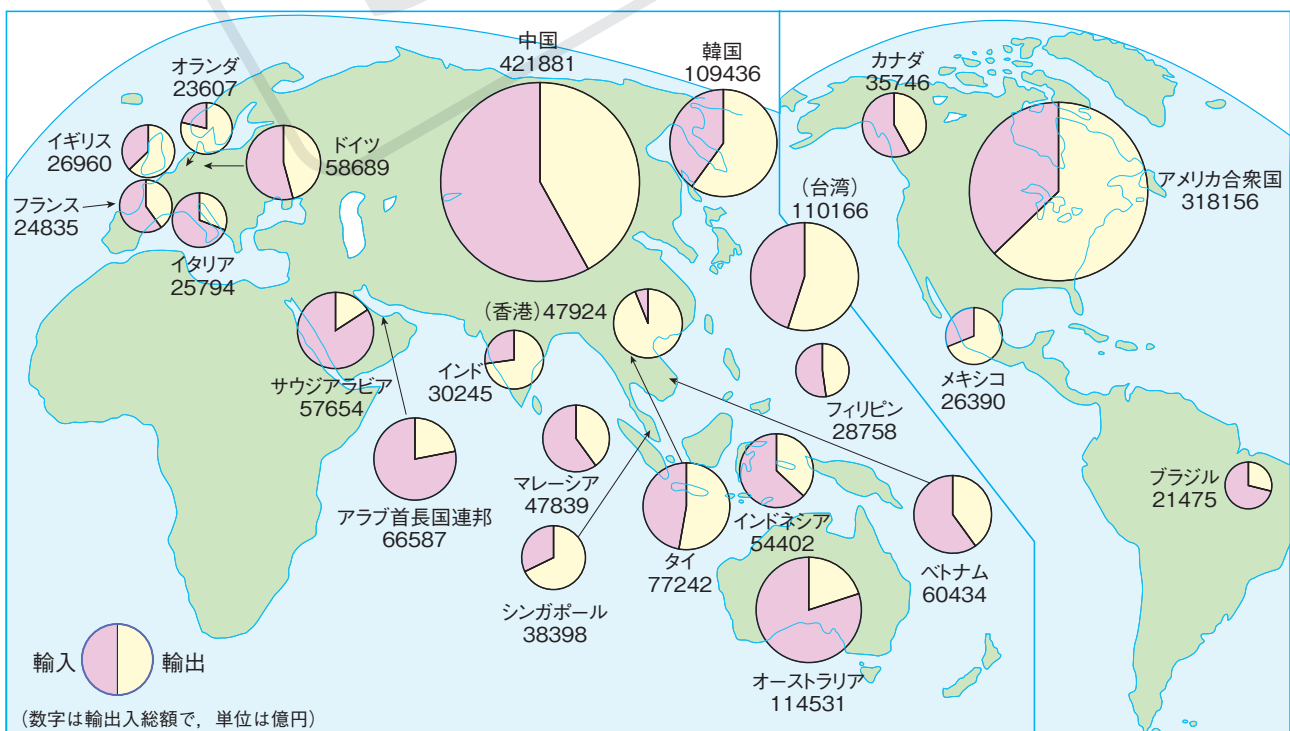 中国
421881
韓国
109436
カナダ
35746
オランダ
23607
イギリス
26960
ドイツ
58689
フランス
24835
イタリア
25794
(台湾)
110166
アメリカ合衆国
318156
(香港)47924
サウジアラビア
57654
インド
30245
フィリピン
28758
メキシコ
26390
アラブ首長国連邦
66587
マレーシア
47839
シンガポール
38398
タイ
77242
インドネシア
54402
ベトナム
60434
ブラジル
21475
オーストラリア
114531
輸入 輸出
(数字は輸出入総額で,単位は億円)